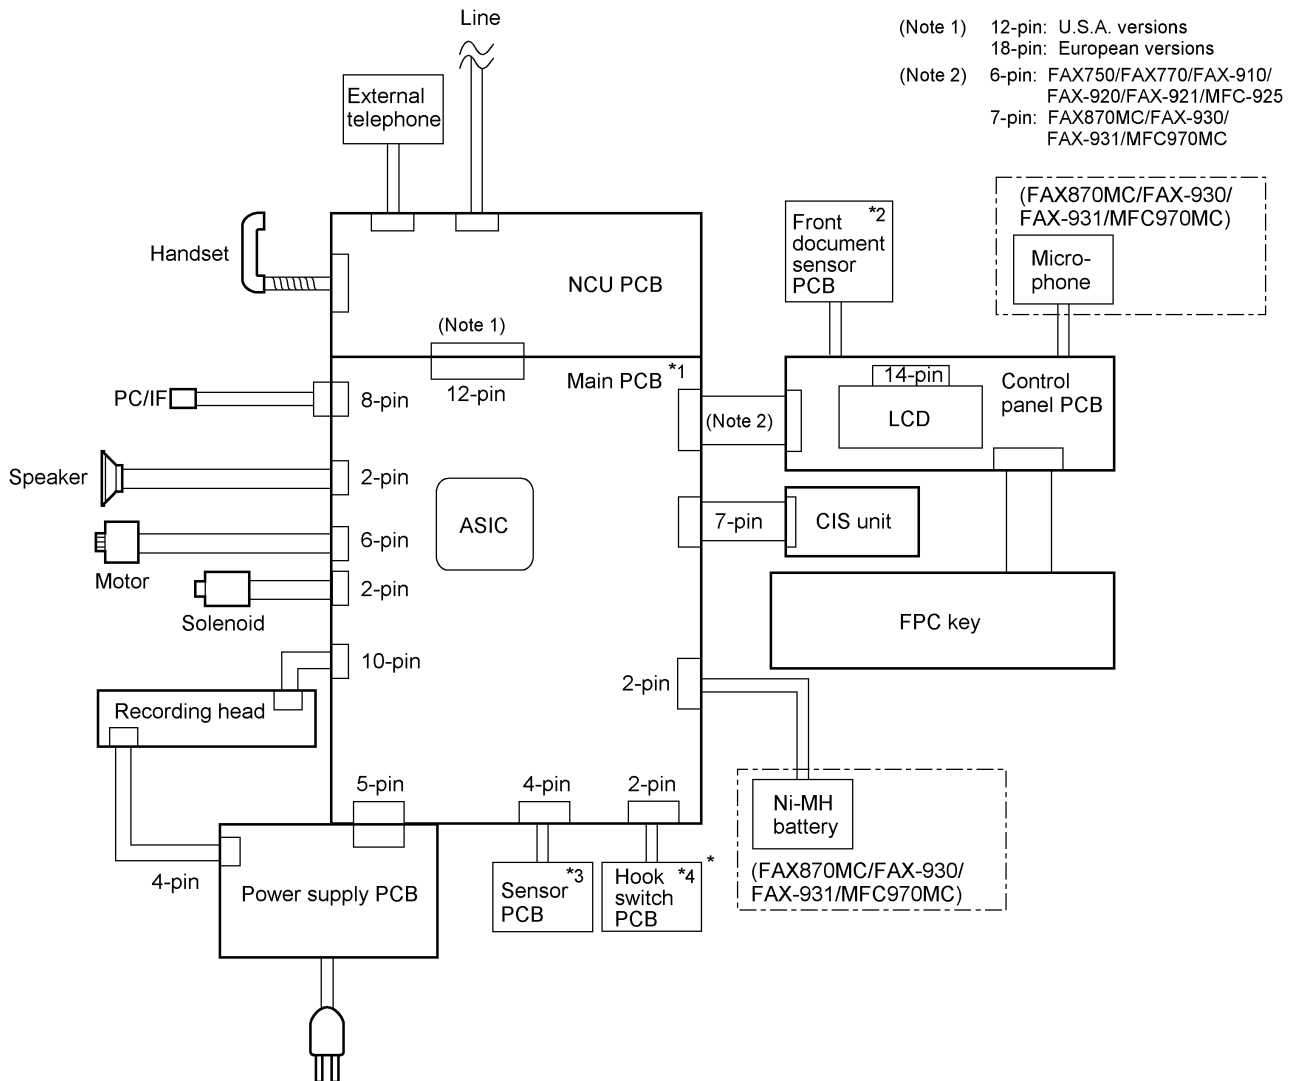 Line
(Note 1) 12-pin: U.S.A. versions
18-pin: European versions
(Note 2) 6-pin: FAX750/FAX770/FAX-910/
FAX-920/FAX-921/MFC-925
7-pin: FAX870MC/FAX-930/
FAX-931/MFC970MC
External
telephone
Handset
NCU PCB
(Note 1)
Front *2
document
sensor
PCB
(FAX870MC/FAX-930/
FAX-931/MFC970MC)
Micro-
phone
Main PCB *1
12-pin
PC/IF
8-pin
(Note 2)
14-pin
LCD
Control
panel PCB
Speaker
2-pin
ASIC
7-pin
CIS unit
Motor
6-pin
Solenoid
2-pin
FPC key
10-pin
Recording head
2-pin
5-pin
4-pin
2-pin
Ni-MH
battery
(FAX870MC/FAX-930/
FAX-931/MFC970MC)
4-pin
Power supply PCB
Sensor *3
PCB
Hook *4
switch
PCB
*